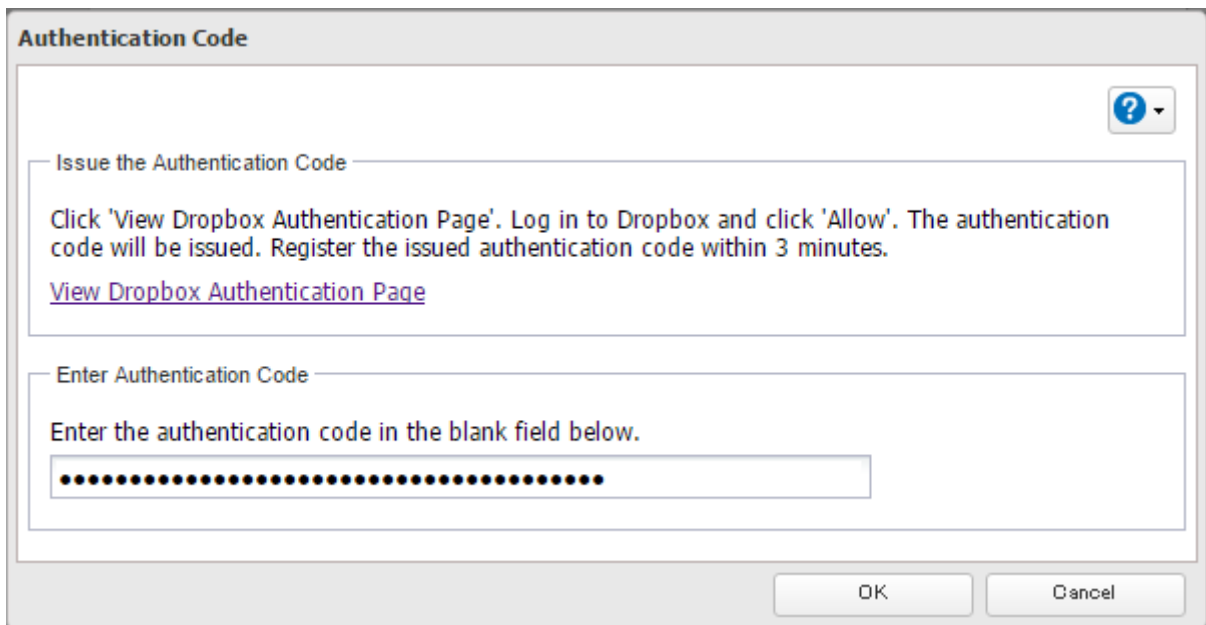 Authentication Code
?
Issue the Authentication Code
Click 'View Dropbox Authentication Page'. Log in to Dropbox and click 'Allow'. The authentication
code will be issued. Register the issued authentication code within 3 minutes.
View Dropbox Authentication Page
Enter Authentication Code
Enter the authentication code in the blank field below.
•••••••••••••••••••••••••••••••••••••••
OK Cancel